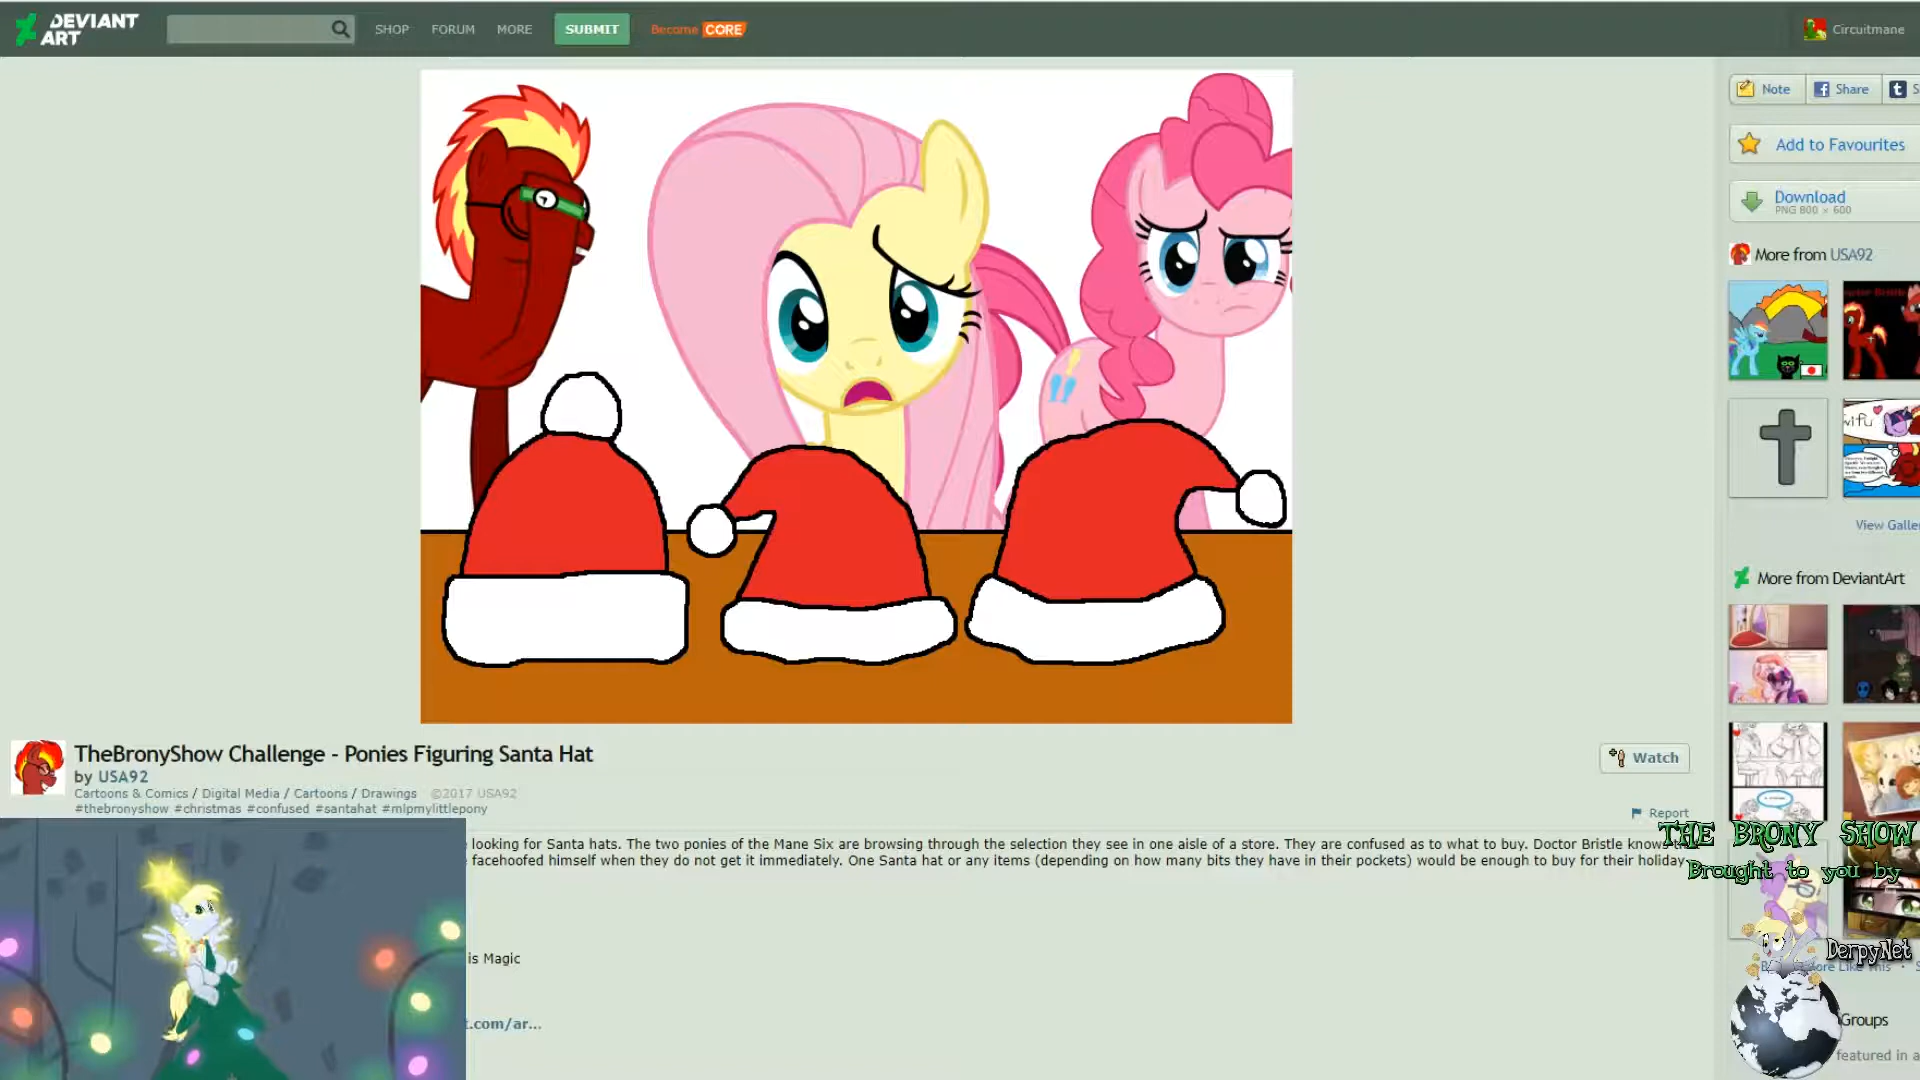 DEVIANT ART
SHOP FORUM MORE SUBMIT Become CORE Circuitmane
Note Share
Add to Favourites
Download
PNG 800 × 600
More from USA92
View Galle
More from DeviantArt
TheBronyShow Challenge - Ponies Figuring Santa Hat
by USA92
Cartoons & Comics / Digital Media / Cartoons / Drawings ©2017 USA92
#thebronyshow #christmas #confused #santahat #mlpmylittlepony
Watch
Report
looking for Santa hats. The two ponies of the Mane Six are browsing through the selection they see in one aisle of a store. They are confused as to what to buy. Doctor Bristle knows
facehoofed himself when they do not get it immediately. One Santa hat or any items (depending on how many bits they have in their pockets) would be enough to buy for their holiday
is Magic
t.com/ar...
THE BRONY SHOW
Brought to you by
DerpyNet
More Like This
Groups
featured in